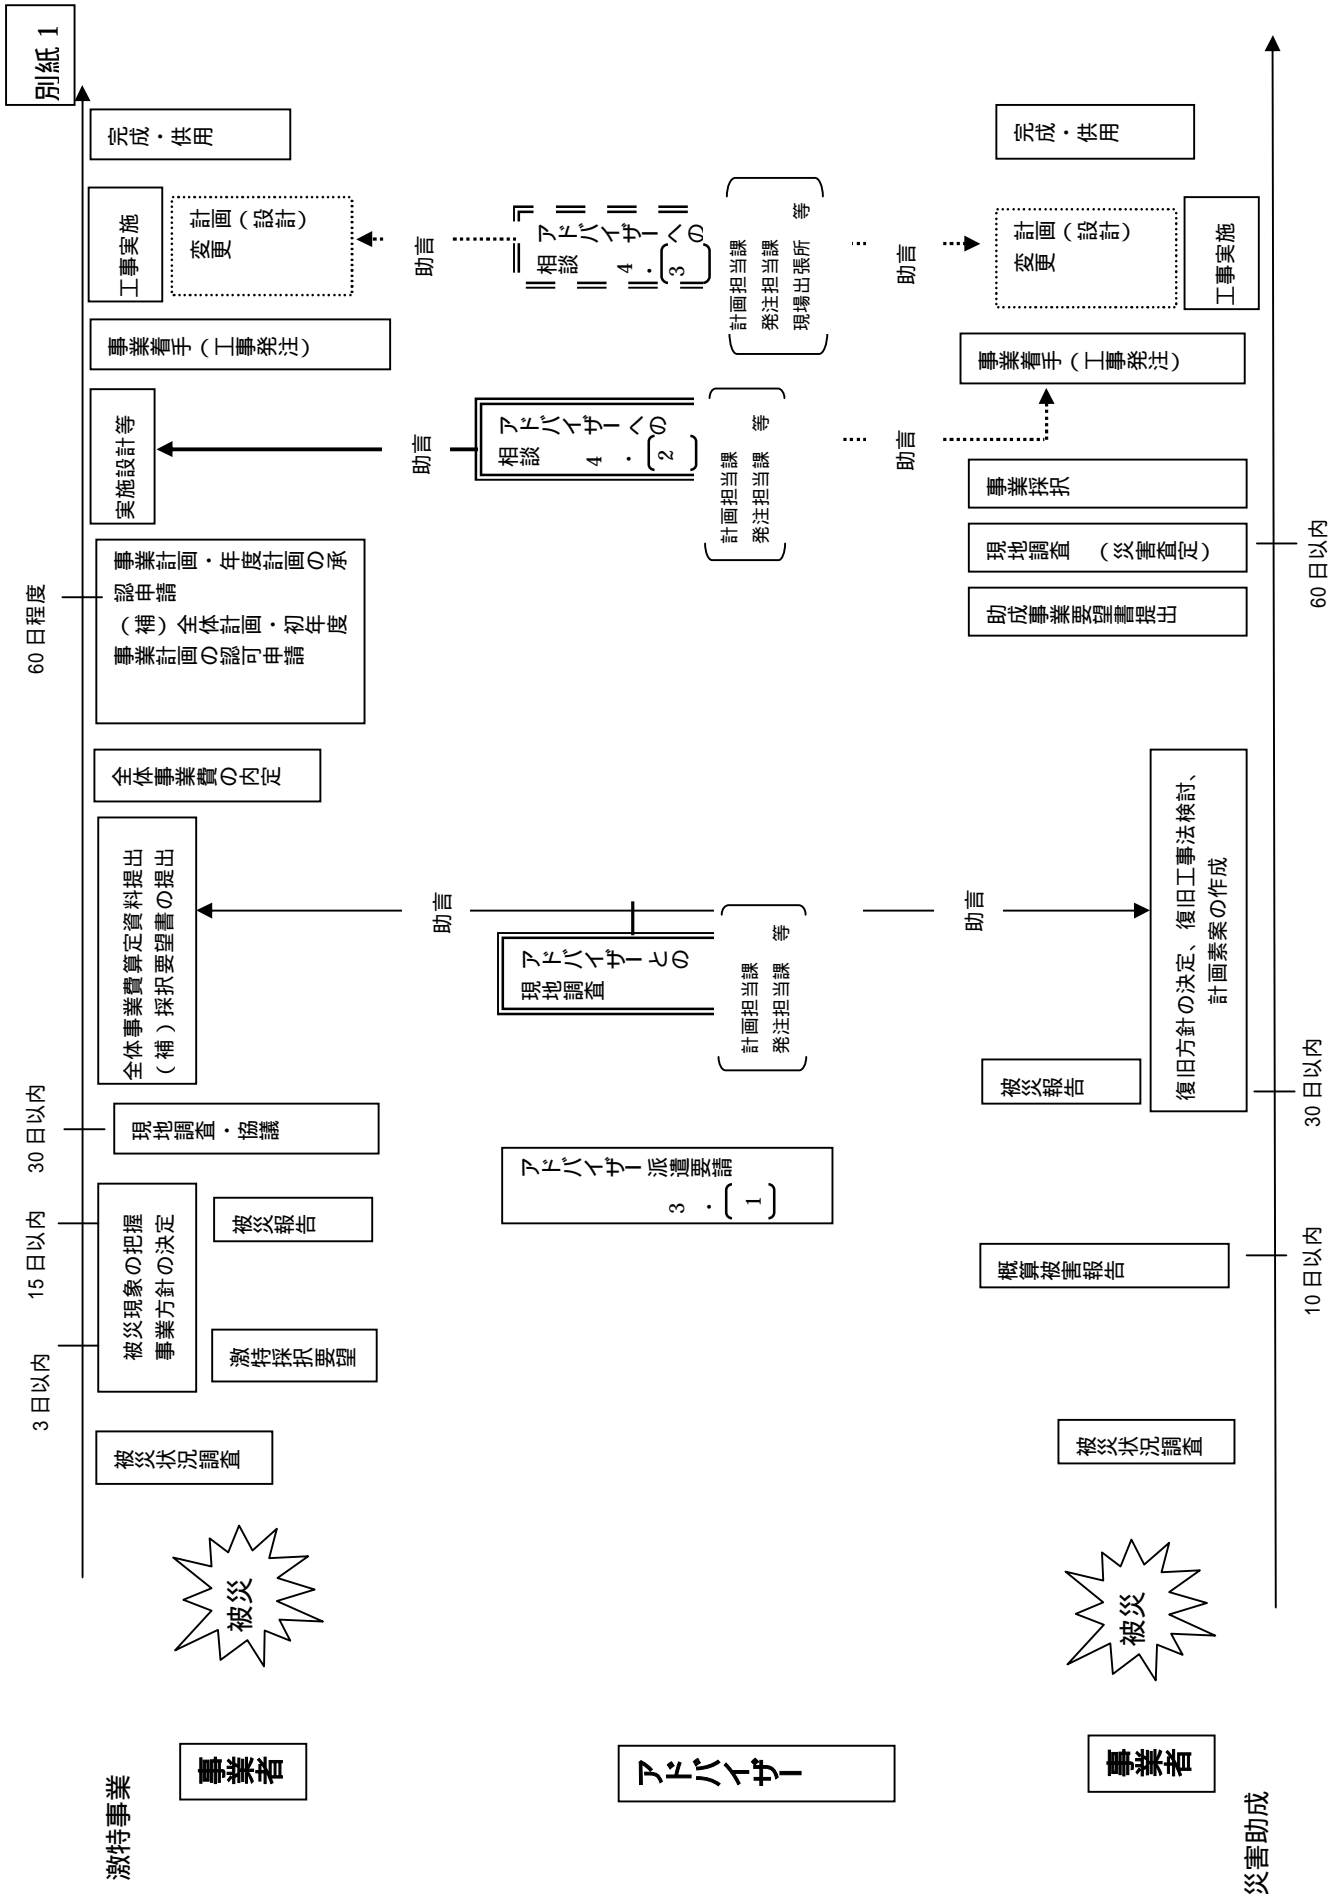 別紙１
激特事業
事業者
被災
3 日以内
15 日以内
30 日以内
60 日程度
被災状況調査
被災現象の把握
事業方針の決定
激特採択要望
被災報告
現地調査・協議
全体事業費算定資料提出
（補）採択要望書の提出
全体事業費の内定
事業計画・年度計画の承
認申請
（補）全体計画・初年度
事業計画の認可申請
実施設計等
事業着手（工事発注）
工事実施
計画（設計）
変更
完成・供用
助言
助言
助言
アドバイザー
アドバイザー派遣要請
3．(1)
アドバイザーとの
現地調査
計画担当課
発注担当課　等
アドバイザーへの
相談
4．(2)
計画担当課
発注担当課　等
アドバイザーへの
相談
4．(3)
計画担当課
発注担当課
現場出張所　等
助言
助言
助言
災害助成
事業者
被災
被災状況調査
概算被害報告
被災報告
復旧方針の決定、復旧工事法検討、
計画素案の作成
助成事業要望書提出
現地調査　（災害査定）
事業採択
事業着手（工事発注）
計画（設計）
変更
工事実施
完成・供用
10 日以内
30 日以内
60 日以内